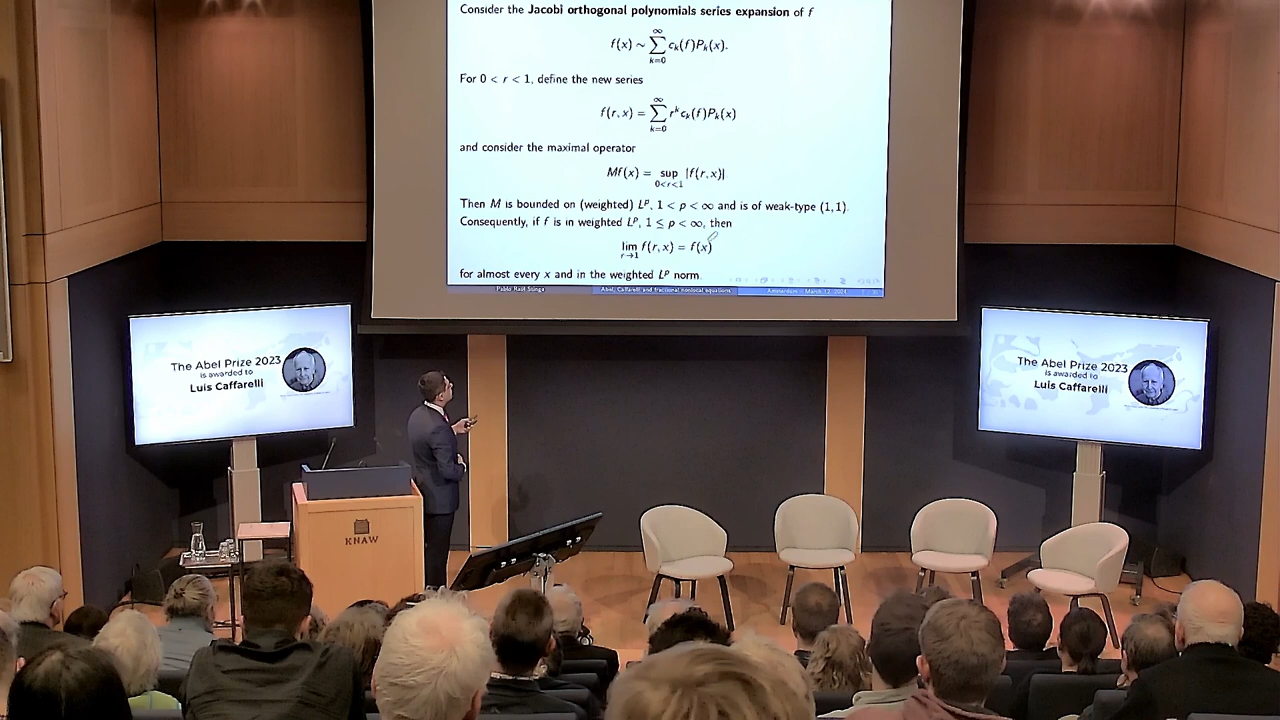 Consider the Jacobi orthogonal polynomials series expansion of f
f(x) ∼ ∑_{k=0}^{∞} c_k(f)P_k(x).
For 0 < r < 1, define the new series
f(r, x) = ∑_{k=0}^{∞} r^k c_k(f)P_k(x)
and consider the maximal operator
Mf(x) = sup_{0<r<1} |f(r, x)|
Then M is bounded on (weighted) L^p, 1 < p < ∞ and is of weak-type (1, 1).
Consequently, if f is in weighted L^p, 1 ≤ p < ∞, then
lim_{r→1} f(r, x) = f(x)
for almost every x and in the weighted L^p norm.
Pablo Raúl Stinga Abel, Caffarelli and fractional nonlocal equations Amsterdam – March 12, 2024
The Abel Prize 2023
is awarded to
Luis Caffarelli
The Abel Prize 2023
is awarded to
Luis Caffarelli
KNAW